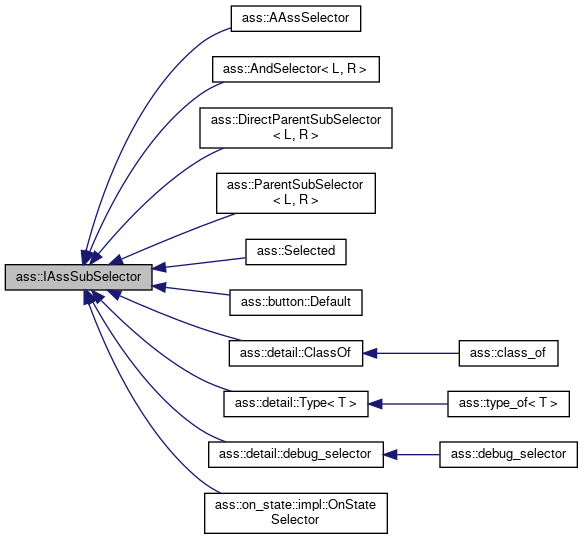 ass::AAssSelector
ass::AndSelector< L, R >
ass::DirectParentSubSelector
< L, R >
ass::ParentSubSelector
< L, R >
ass::Selected
ass::IAssSubSelector
ass::button::Default
ass::detail::ClassOf
ass::class_of
ass::detail::Type< T >
ass::type_of< T >
ass::detail::debug_selector
ass::debug_selector
ass::on_state::impl::OnState
Selector